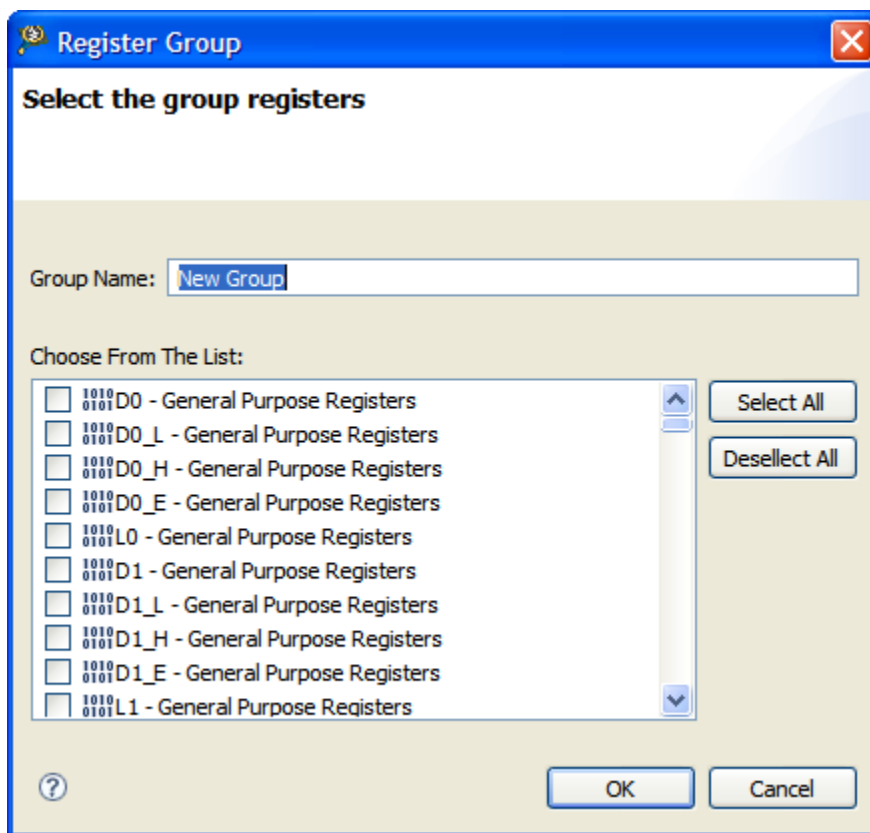 Register Group
Select the group registers
Group Name: New Group
Choose From The List:
D0 - General Purpose Registers
D0_L - General Purpose Registers
D0_H - General Purpose Registers
D0_E - General Purpose Registers
L0 - General Purpose Registers
D1 - General Purpose Registers
D1_L - General Purpose Registers
D1_H - General Purpose Registers
D1_E - General Purpose Registers
L1 - General Purpose Registers
Select All
Desellect All
?
OK
Cancel